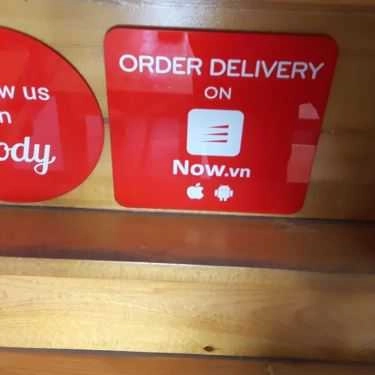 w us
n
ody
ORDER DELIVERY
ON
Now.vn